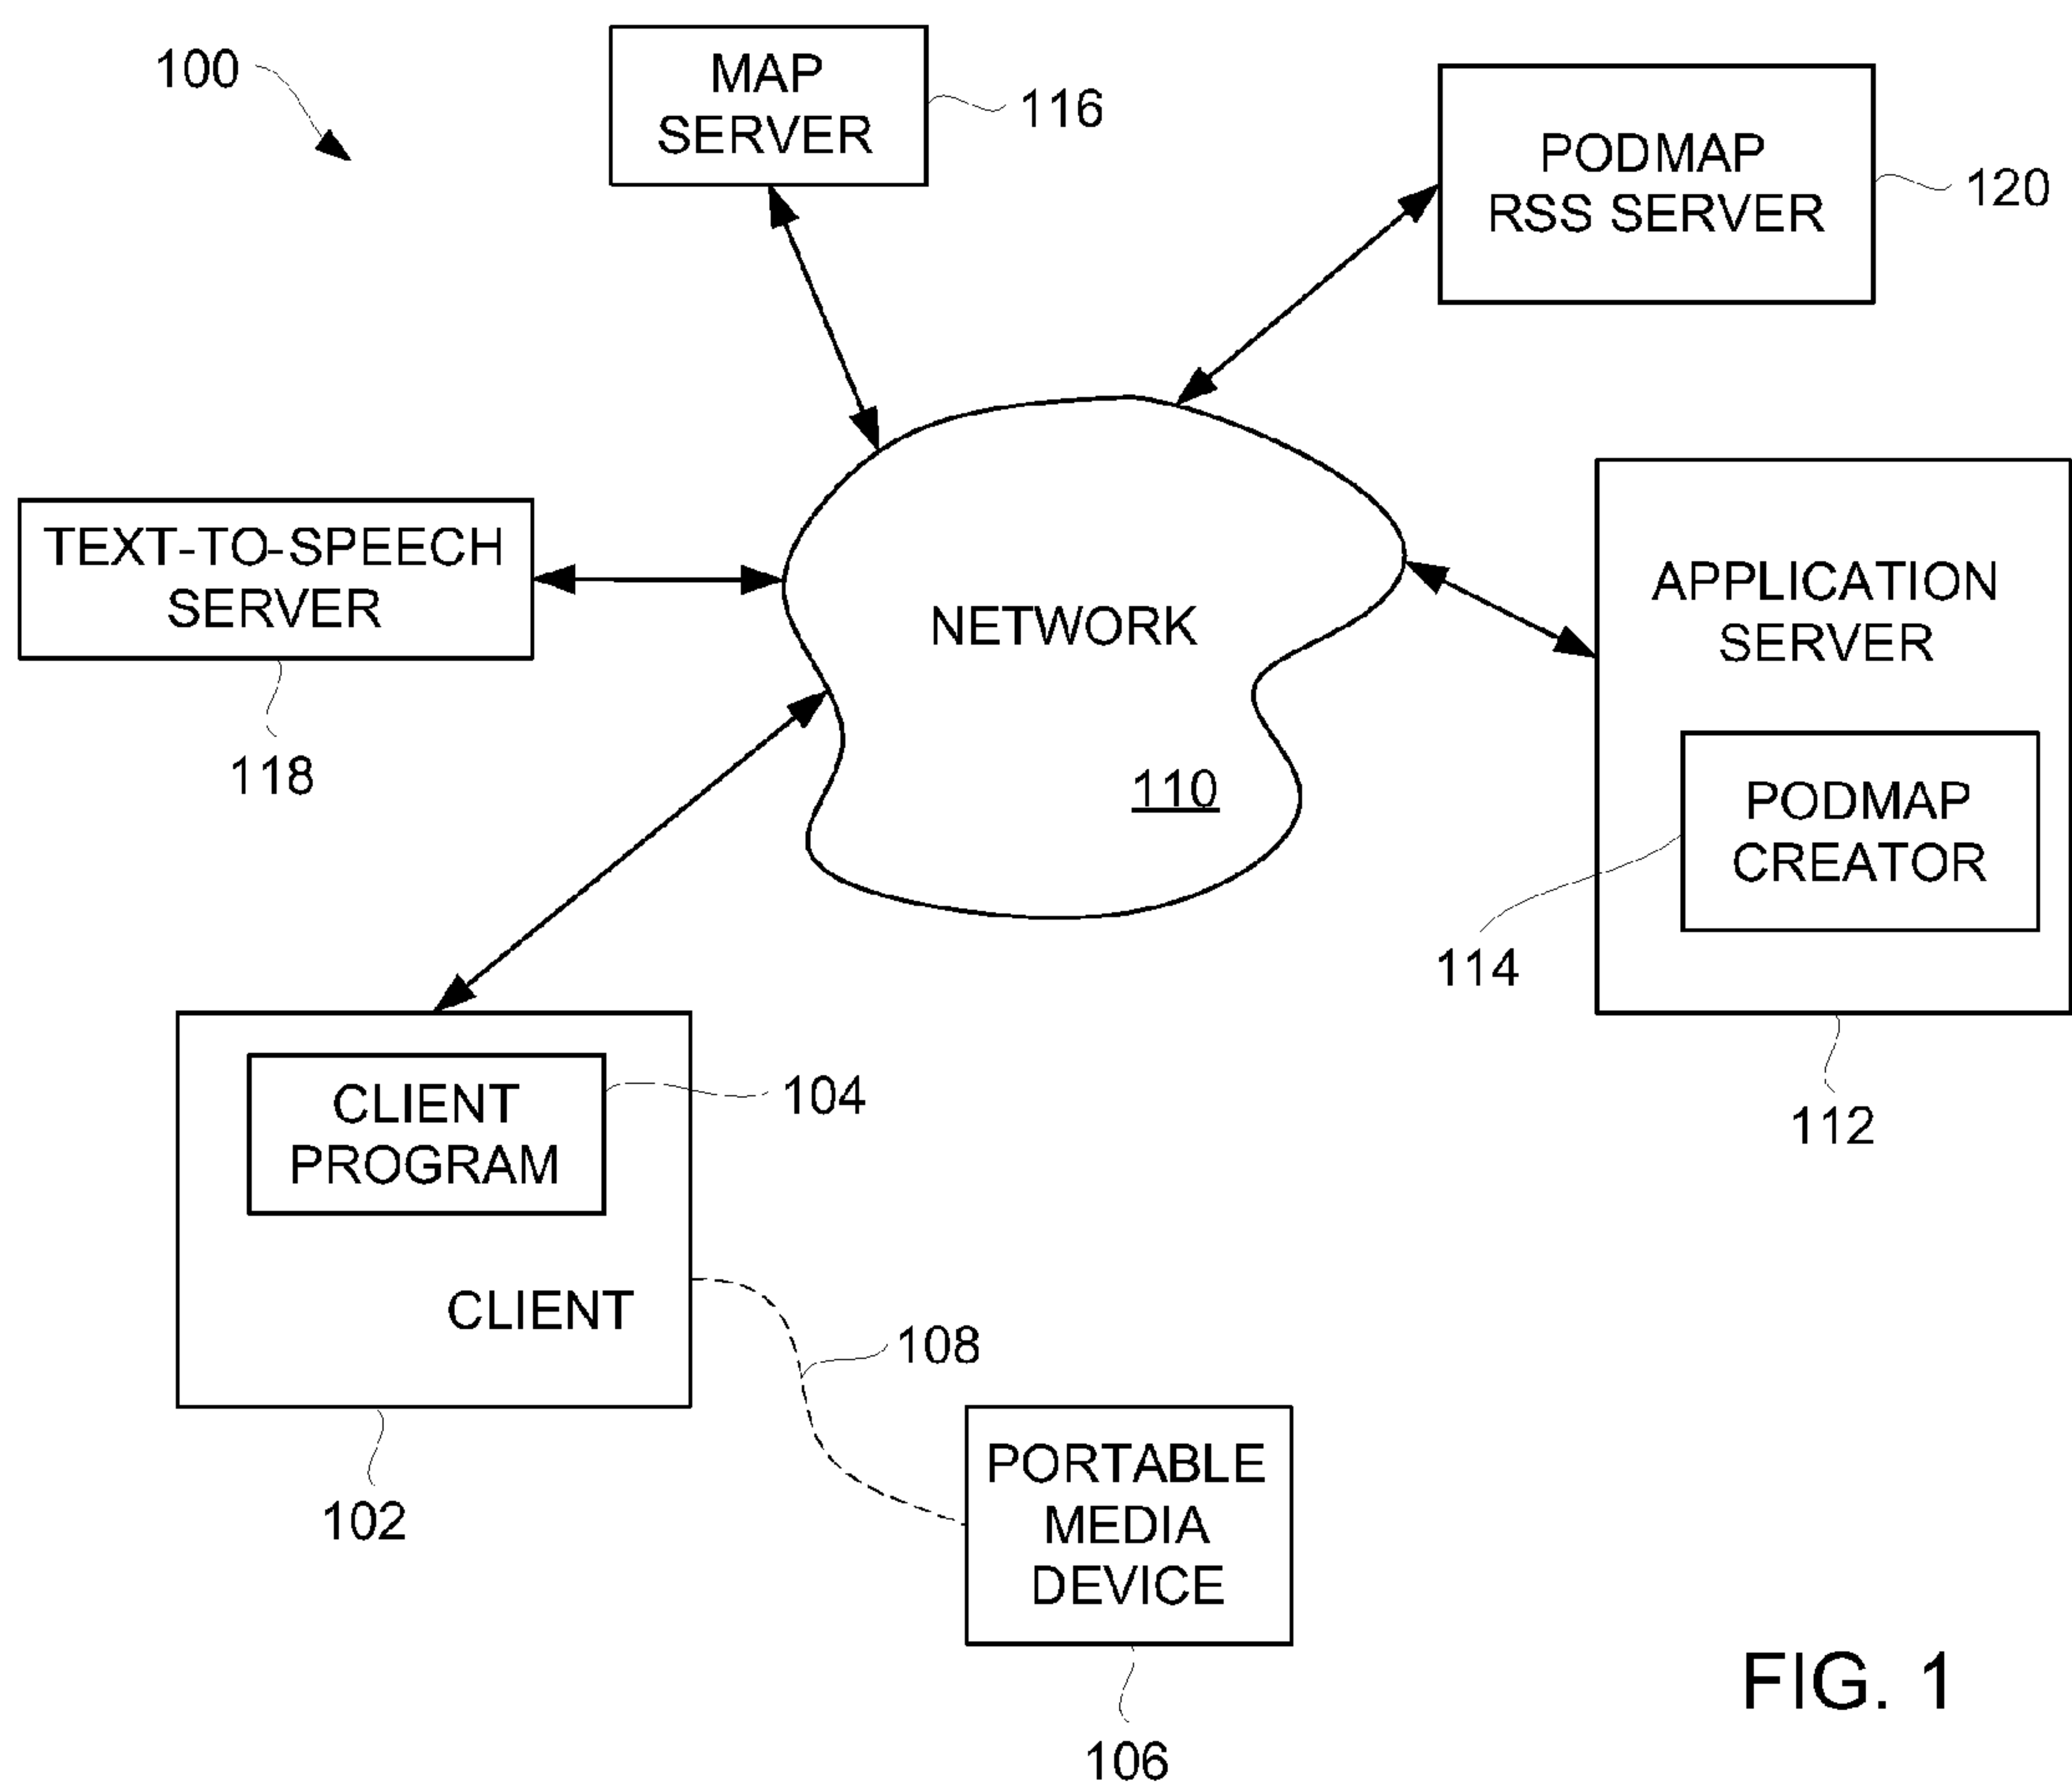 100
MAP
SERVER
116
PODMAP
RSS SERVER
120
TEXT-TO-SPEECH
SERVER
118
NETWORK
110
APPLICATION
SERVER
PODMAP
CREATOR
114
112
CLIENT
PROGRAM
104
CLIENT
102
108
PORTABLE
MEDIA
DEVICE
106
FIG. 1